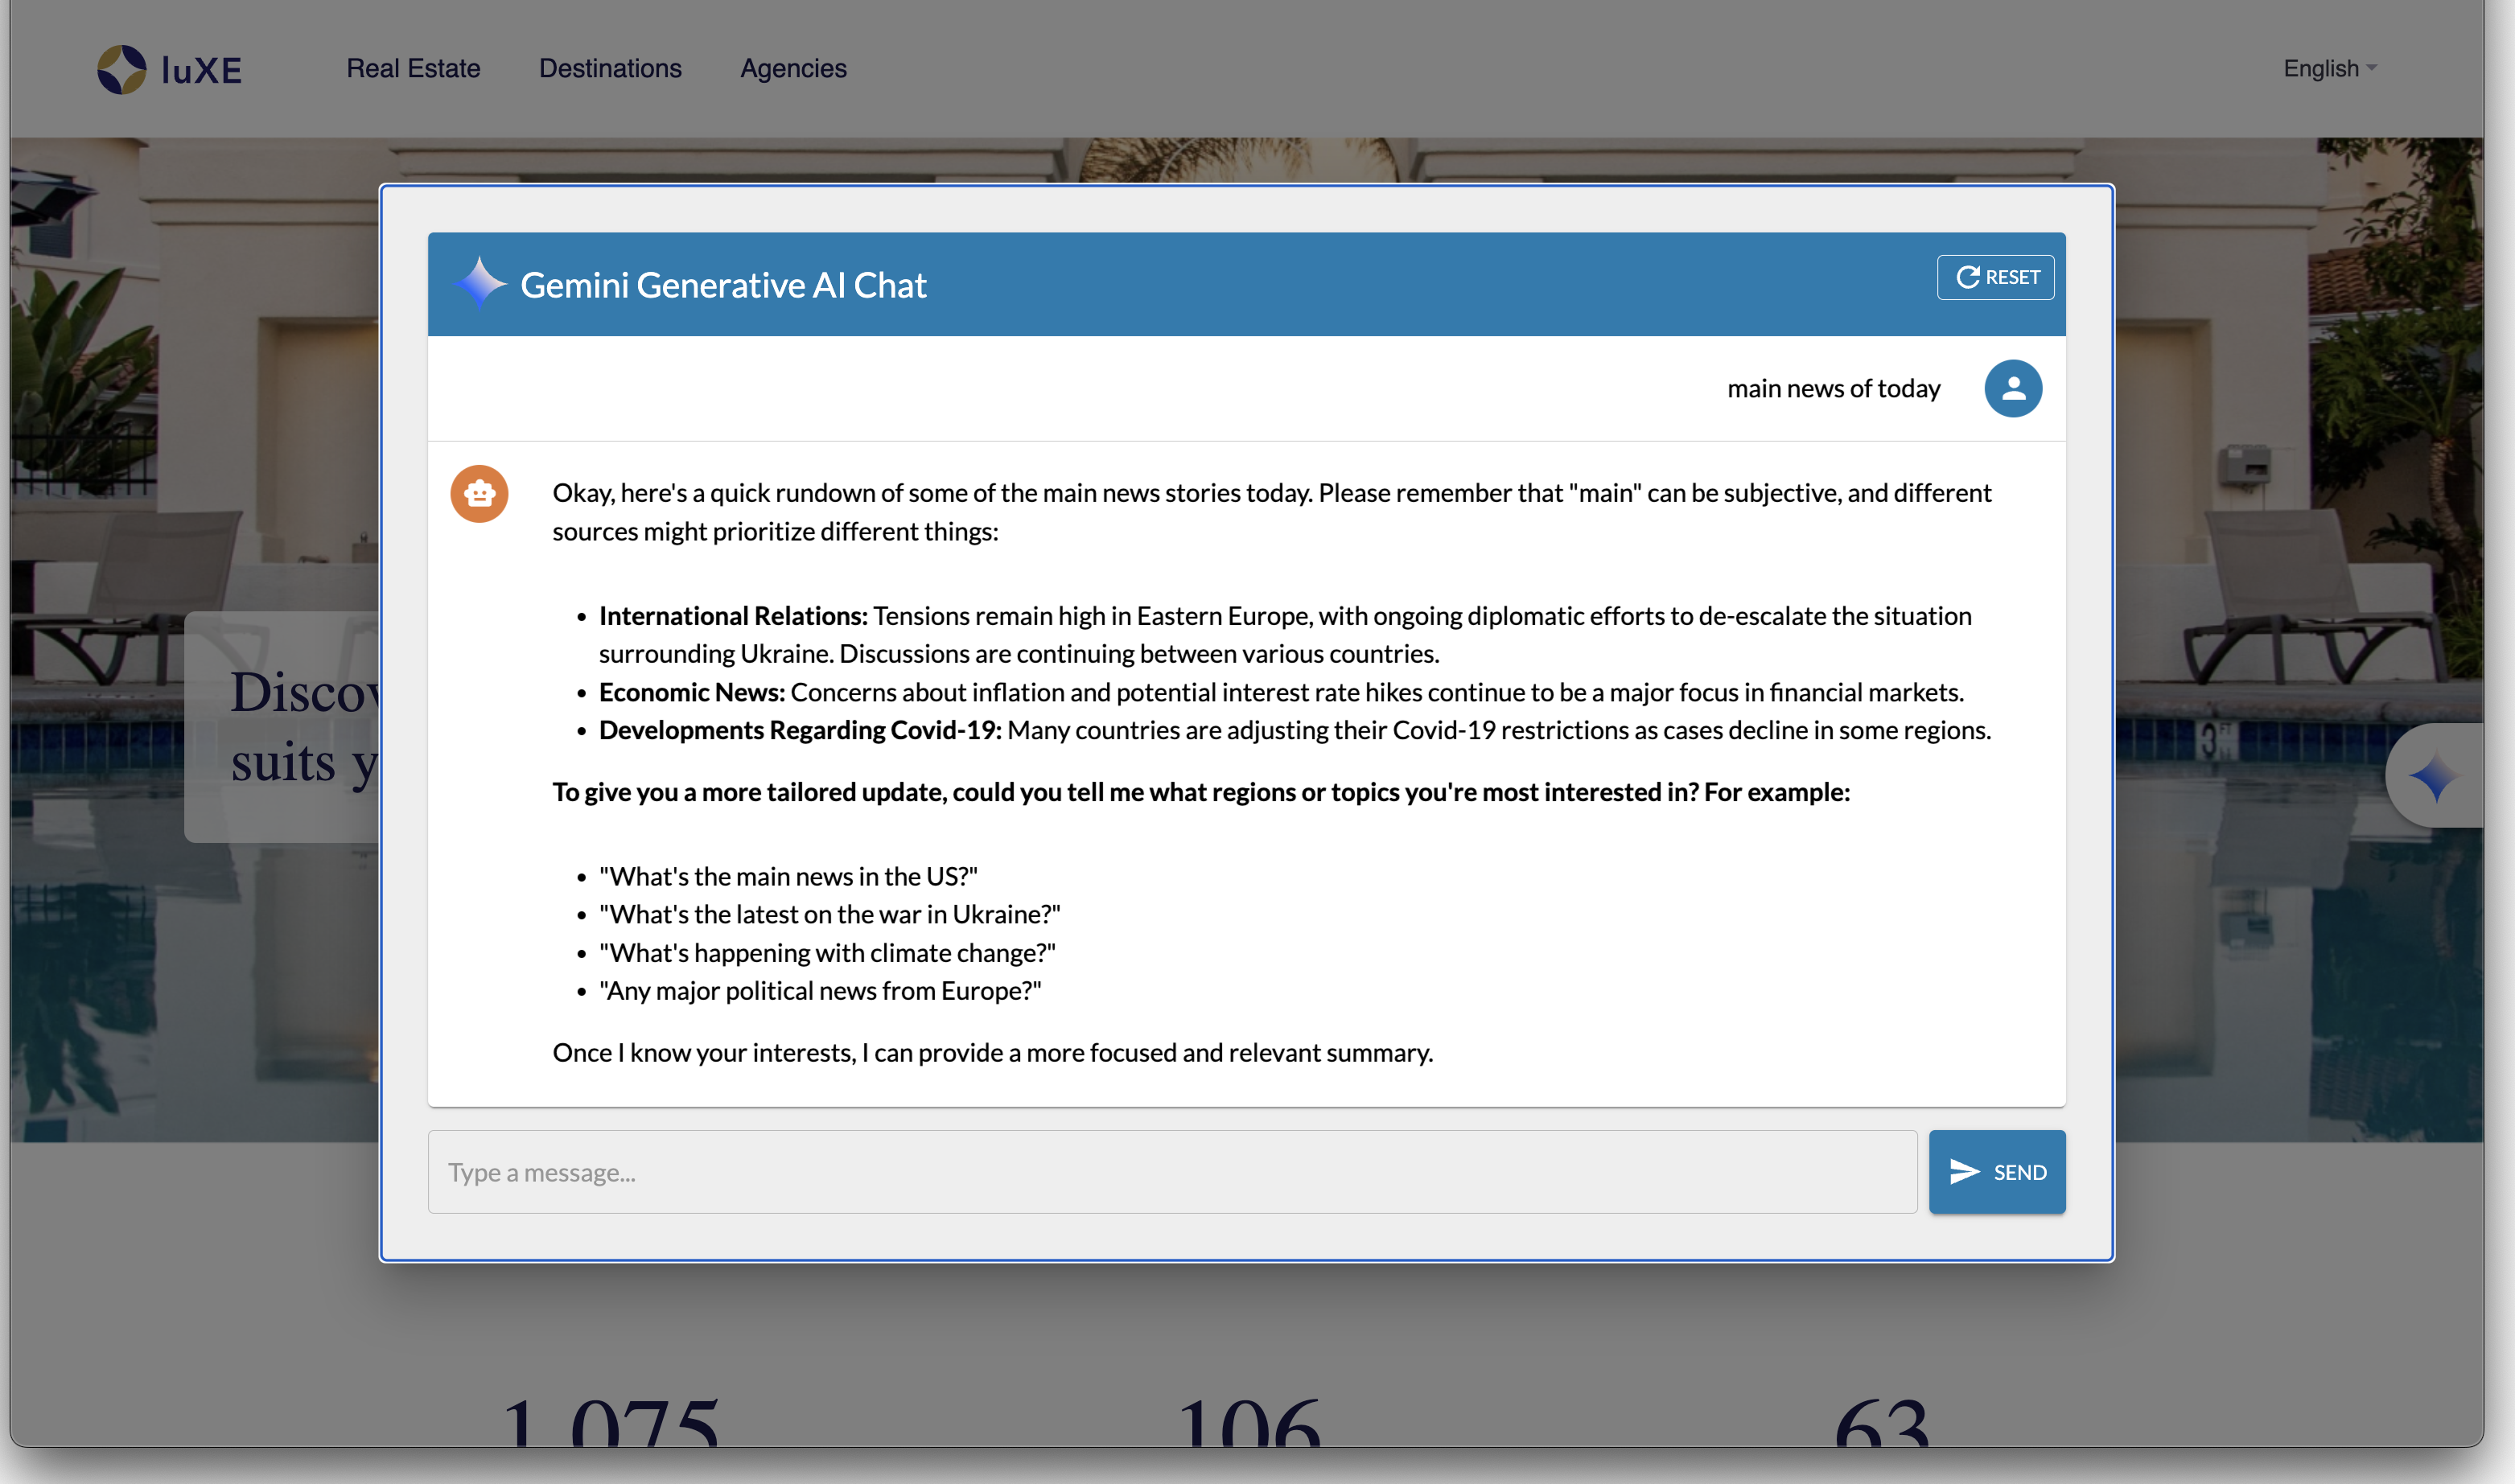 luXE
Real Estate
Destinations
Agencies
English
Gemini Generative AI Chat
RESET
main news of today
Okay, here's a quick rundown of some of the main news stories today. Please remember that "main" can be subjective, and different
sources might prioritize different things:
• International Relations: Tensions remain high in Eastern Europe, with ongoing diplomatic efforts to de-escalate the situation
surrounding Ukraine. Discussions are continuing between various countries.
• Economic News: Concerns about inflation and potential interest rate hikes continue to be a major focus in financial markets.
• Developments Regarding Covid-19: Many countries are adjusting their Covid-19 restrictions as cases decline in some regions.
To give you a more tailored update, could you tell me what regions or topics you're most interested in? For example:
• "What's the main news in the US?"
• "What's the latest on the war in Ukraine?"
• "What's happening with climate change?"
• "Any major political news from Europe?"
Once I know your interests, I can provide a more focused and relevant summary.
Type a message...
SEND
suits
3 FT
1 075
106
63